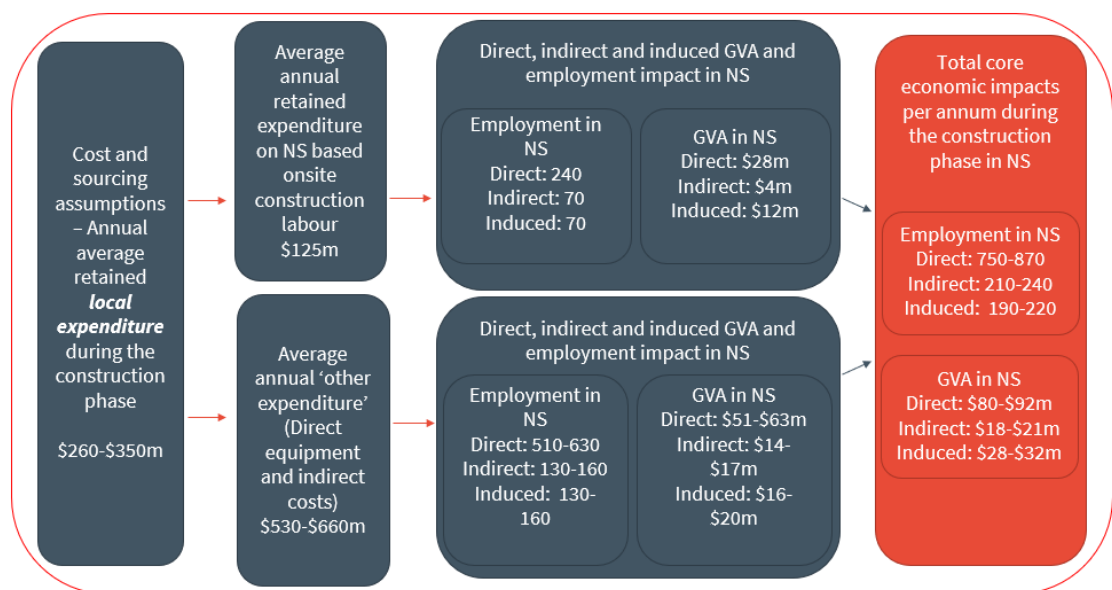 Cost and
sourcing
assumptions
– Annual
average
retained
local
expenditure
during the
construction
phase
$260-$350m
Average
annual
retained
expenditure
on NS based
onsite
construction
labour
$125m
Average
annual ‘other
expenditure’
(Direct
equipment
and indirect
costs)
$530-$660m
Direct, indirect and induced GVA and
employment impact in NS
Employment in
NS
Direct: 240
Indirect: 70
Induced: 70
GVA in NS
Direct: $28m
Indirect: $4m
Induced: $12m
Direct, indirect and induced GVA and
employment impact in NS
Employment in
NS
Direct: 510-630
Indirect: 130-160
Induced: 130-
160
GVA in NS
Direct: $51-$63m
Indirect: $14-
$17m
Induced: $16-
$20m
Total core
economic impacts
per annum during
the construction
phase in NS
Employment in NS
Direct: 750-870
Indirect: 210-240
Induced: 190-220
GVA in NS
Direct: $80-$92m
Indirect: $18-$21m
Induced: $28-$32m